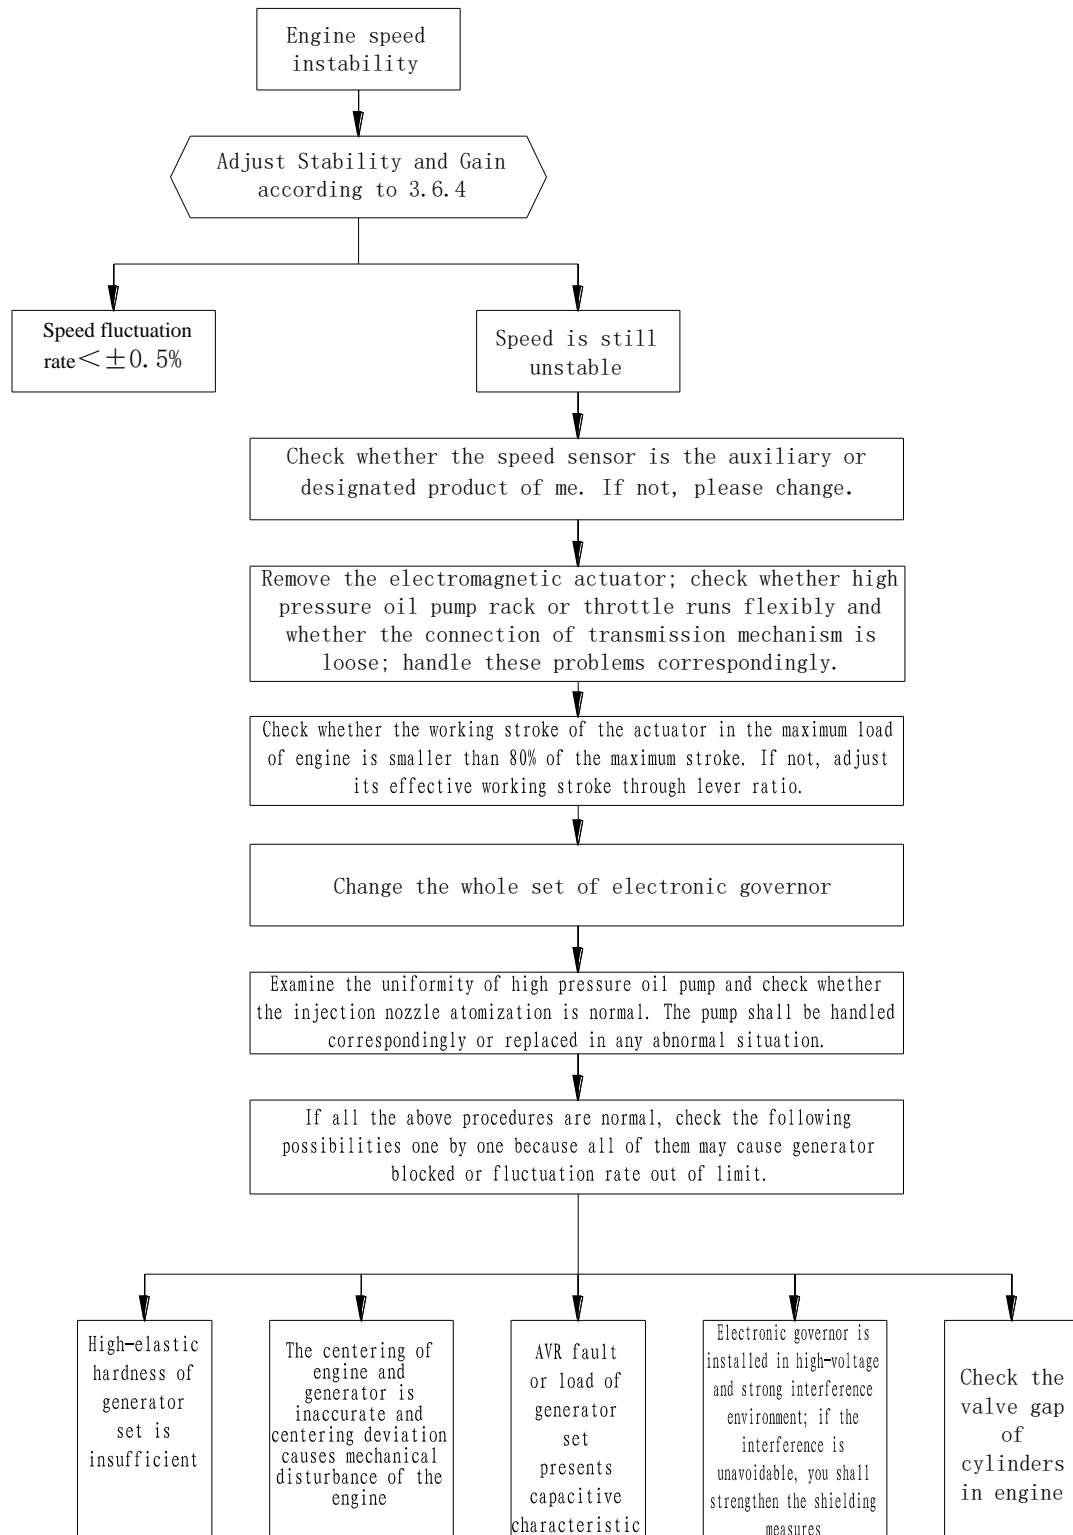 Engine speed
instability
Adjust Stability and Gain
according to 3.6.4
Speed fluctuation
rate＜±0.5%
Speed is still
unstable
Check whether the speed sensor is the auxiliary or
designated product of me. If not, please change.
Remove the electromagnetic actuator; check whether high
pressure oil pump rack or throttle runs flexibly and
whether the connection of transmission mechanism is
loose; handle these problems correspondingly.
Check whether the working stroke of the actuator in the maximum load
of engine is smaller than 80% of the maximum stroke. If not, adjust
its effective working stroke through lever ratio.
Change the whole set of electronic governor
Examine the uniformity of high pressure oil pump and check whether
the injection nozzle atomization is normal. The pump shall be handled
correspondingly or replaced in any abnormal situation.
If all the above procedures are normal, check the following
possibilities one by one because all of them may cause generator
blocked or fluctuation rate out of limit.
High-elastic
hardness of
generator
set is
insufficient
The centering of
engine and
generator is
inaccurate and
centering deviation
causes mechanical
disturbance of the
engine
AVR fault
or load of
generator
set
presents
capacitive
characteristic
Electronic governor is
installed in high-voltage
and strong interference
environment; if the
interference is
unavoidable, you shall
strengthen the shielding
measures
Check the
valve gap
of
cylinders
in engine